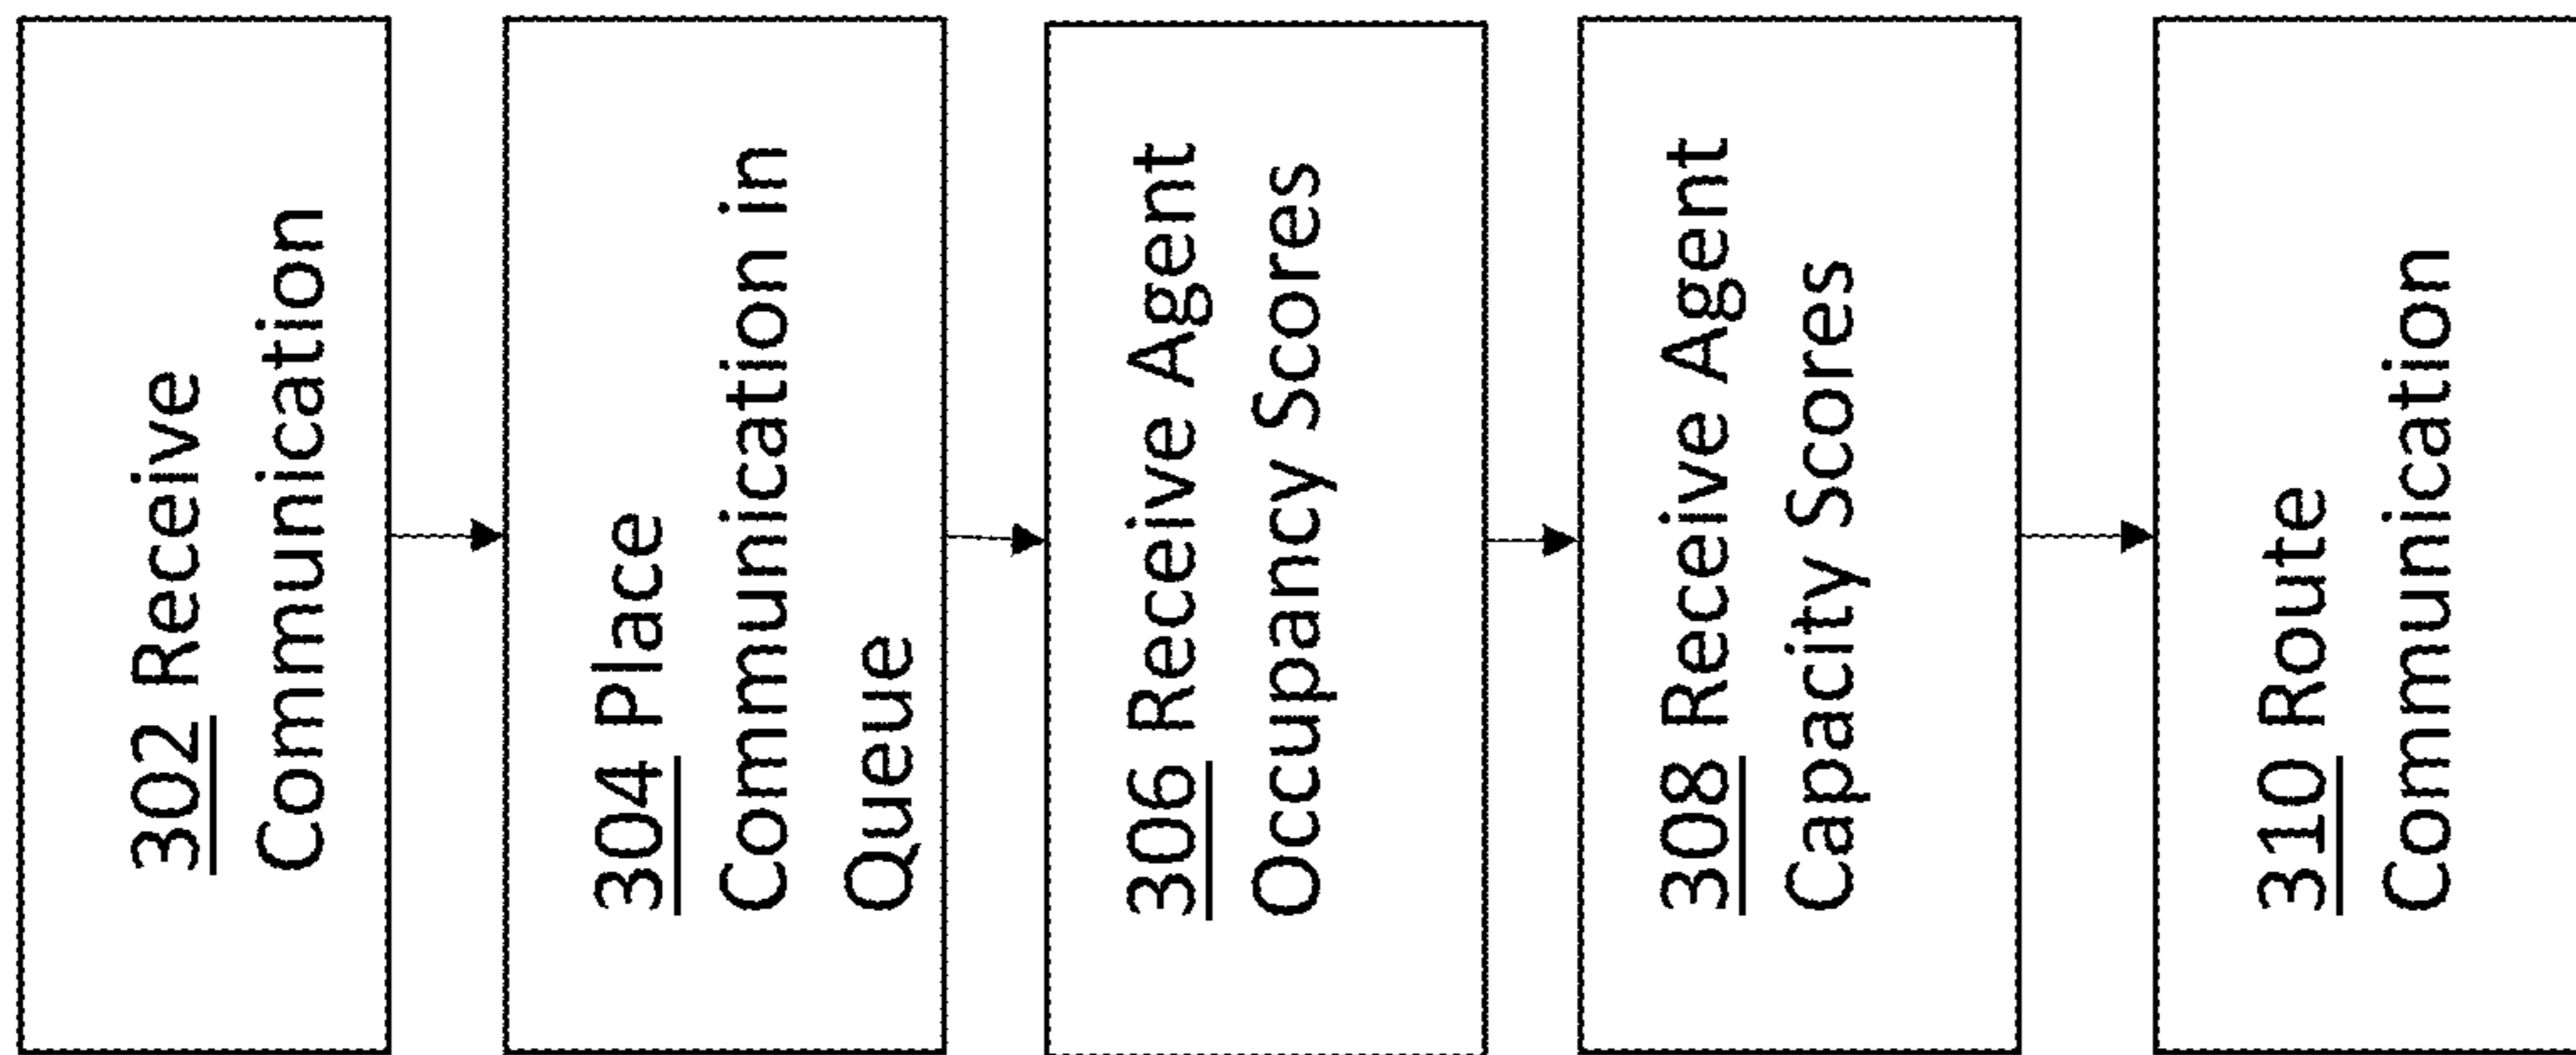 302 Receive
Communication
304 Place
Communication in
Queue
306 Receive Agent
Occupancy Scores
308 Receive Agent
Capacity Scores
310 Route
Communication